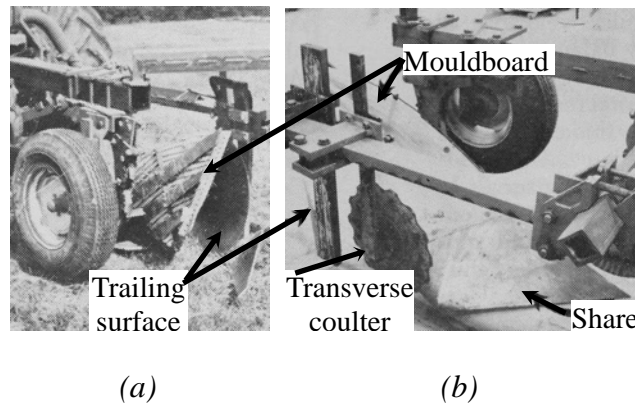 Mouldboard
Trailing
surface
Transverse
coulter
Share
(a)
(b)